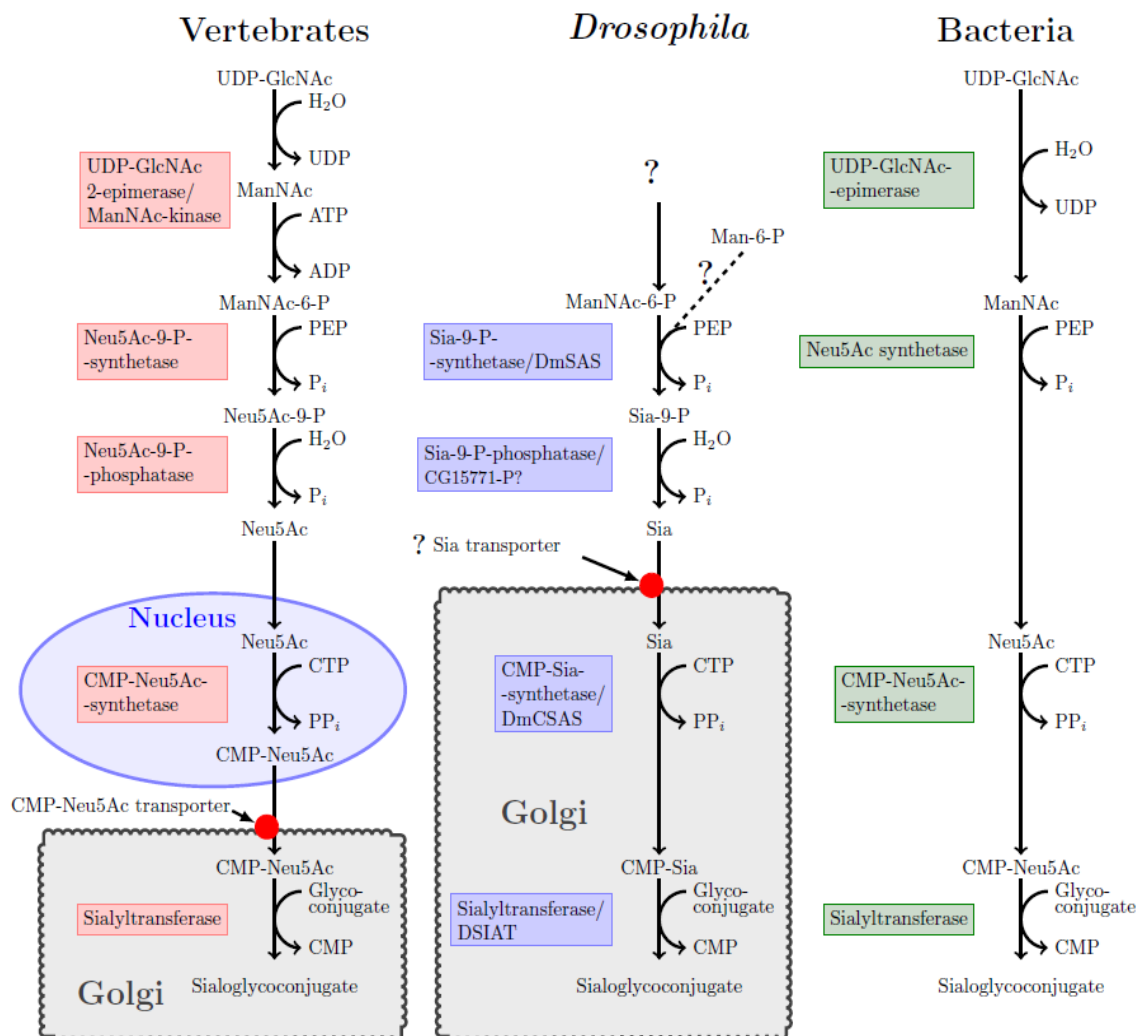 Vertebrates
UDP-GlcNAc
H₂O
UDP
UDP-GlcNAc
2-epimerase/
ManNAc-kinase
ManNAc
ATP
ADP
ManNAc-6-P
Neu5Ac-9-P-
-synthetase
PEP
Pᵢ
Neu5Ac-9-P
Neu5Ac-9-P-
-phosphatase
H₂O
Pᵢ
Neu5Ac
Nucleus
Neu5Ac
CMP-Neu5Ac-
-synthetase
CTP
PPᵢ
CMP-Neu5Ac
CMP-Neu5Ac transporter
CMP-Neu5Ac
Sialyltransferase
Glyco-
conjugate
CMP
Sialoglycoconjugate
Golgi
Drosophila
?
Man-6-P
?
ManNAc-6-P
Sia-9-P-
-synthetase/DmSAS
PEP
Pᵢ
Sia-9-P
Sia-9-P-phosphatase/
CG15771-P?
H₂O
Pᵢ
Sia
? Sia transporter
Sia
CMP-Sia-
-synthetase/
DmCSAS
CTP
PPᵢ
Golgi
CMP-Sia
Sialyltransferase/
DSIAT
Glyco-
conjugate
CMP
Sialoglycoconjugate
Bacteria
UDP-GlcNAc
UDP-GlcNAc-
-epimerase
H₂O
UDP
ManNAc
Neu5Ac synthetase
PEP
Pᵢ
Neu5Ac
CMP-Neu5Ac-
-synthetase
CTP
PPᵢ
CMP-Neu5Ac
Sialyltransferase
Glyco-
conjugate
CMP
Sialoglycoconjugate